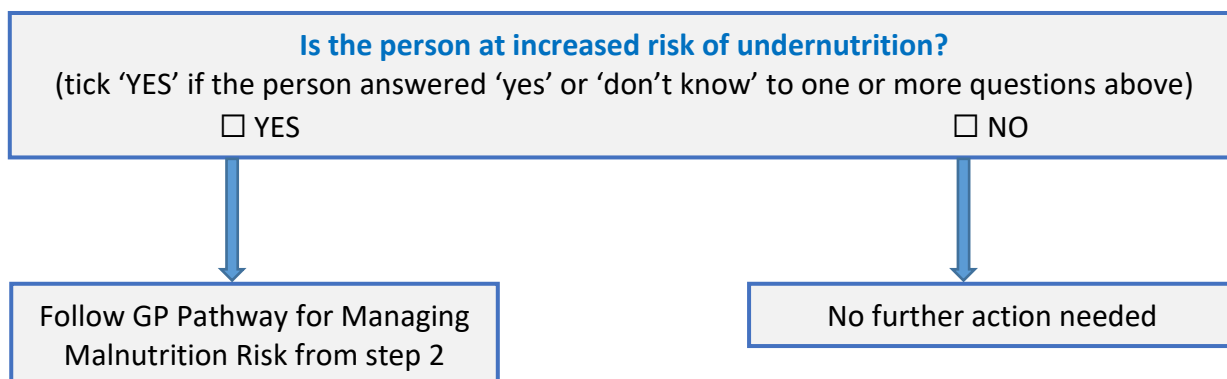 Is the person at increased risk of undernutrition?
(tick ‘YES’ if the person answered ‘yes’ or ‘don’t know’ to one or more questions above)
☐ YES ☐ NO
Follow GP Pathway for Managing
Malnutrition Risk from step 2
No further action needed